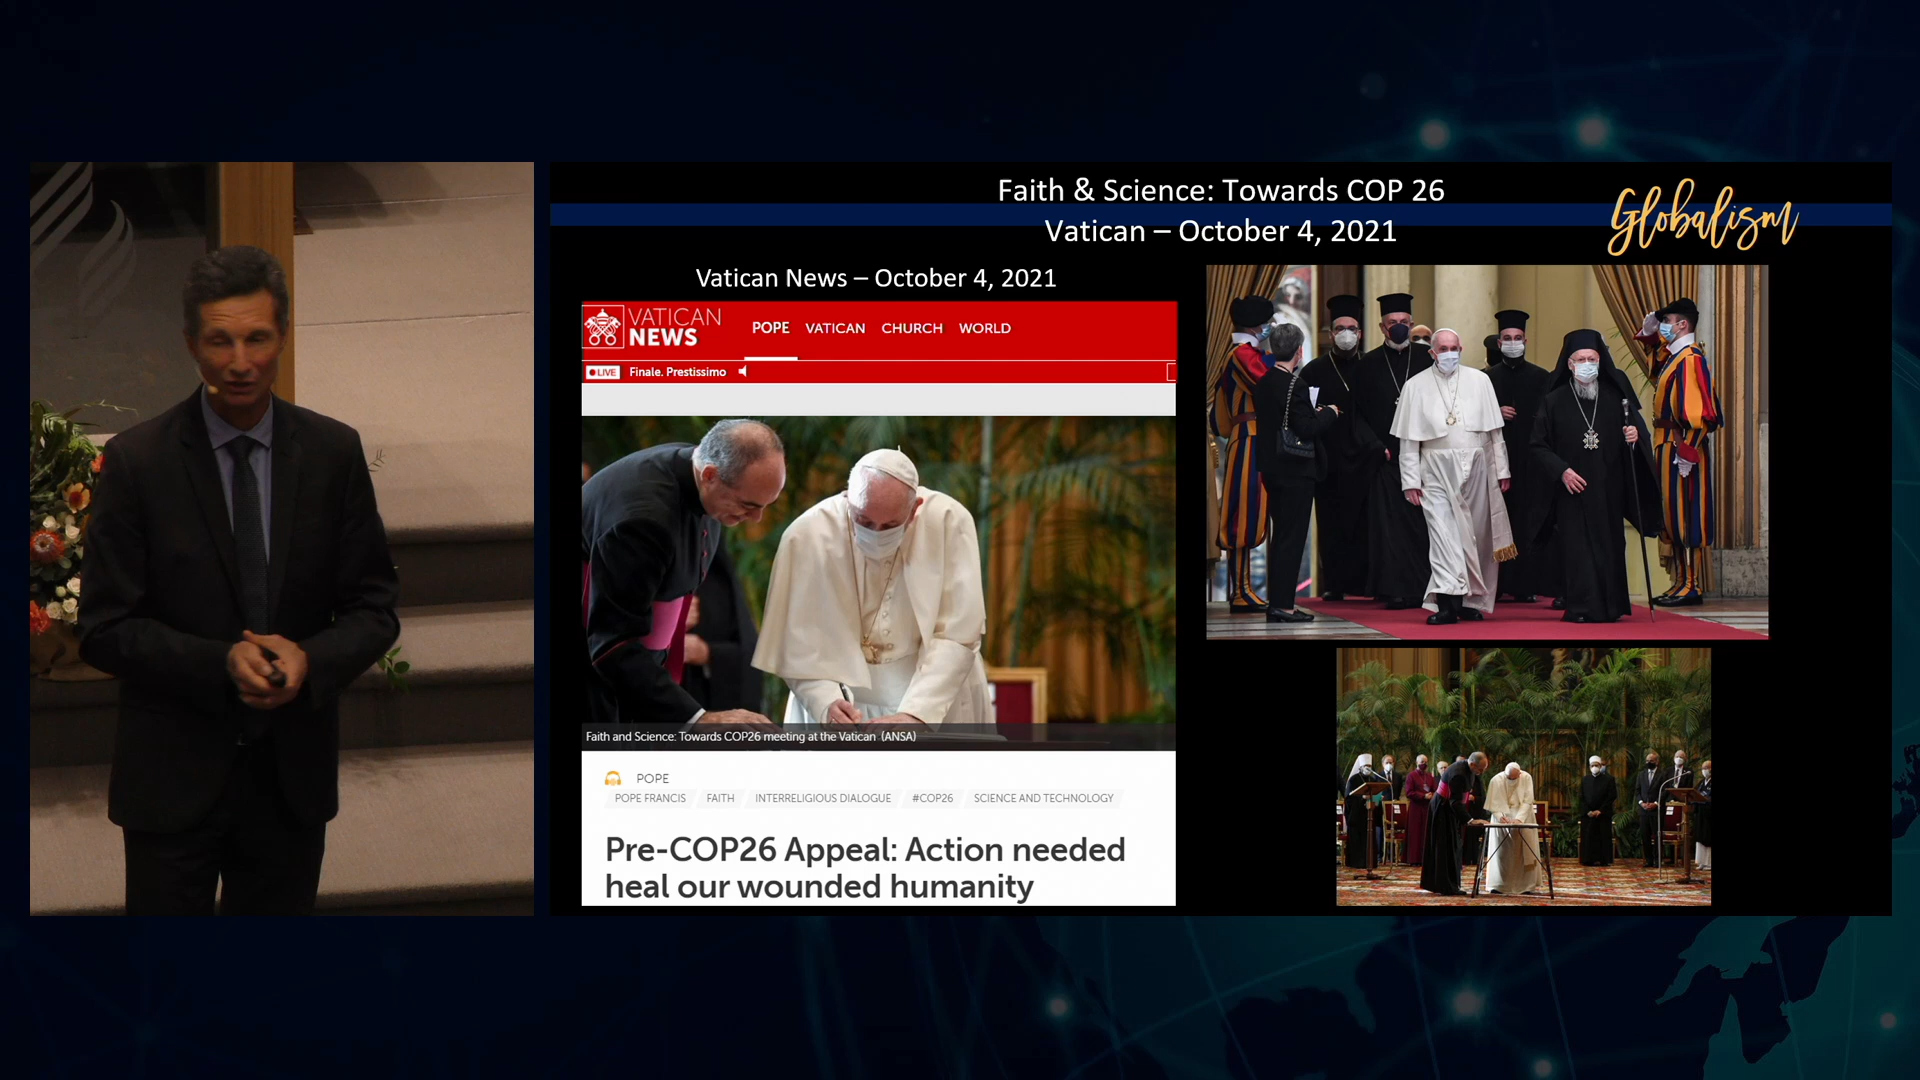 Faith & Science: Towards COP 26
Vatican – October 4, 2021
Globalism
Vatican News – October 4, 2021
VATICAN
NEWS
POPE VATICAN CHURCH WORLD
LIVE Finale. Prestissimo
Faith and Science: Towards COP26 meeting at the Vatican (ANSA)
POPE
POPE FRANCIS FAITH INTERRELIGIOUS DIALOGUE #COP26 SCIENCE AND TECHNOLOGY
Pre-COP26 Appeal: Action needed
heal our wounded humanity